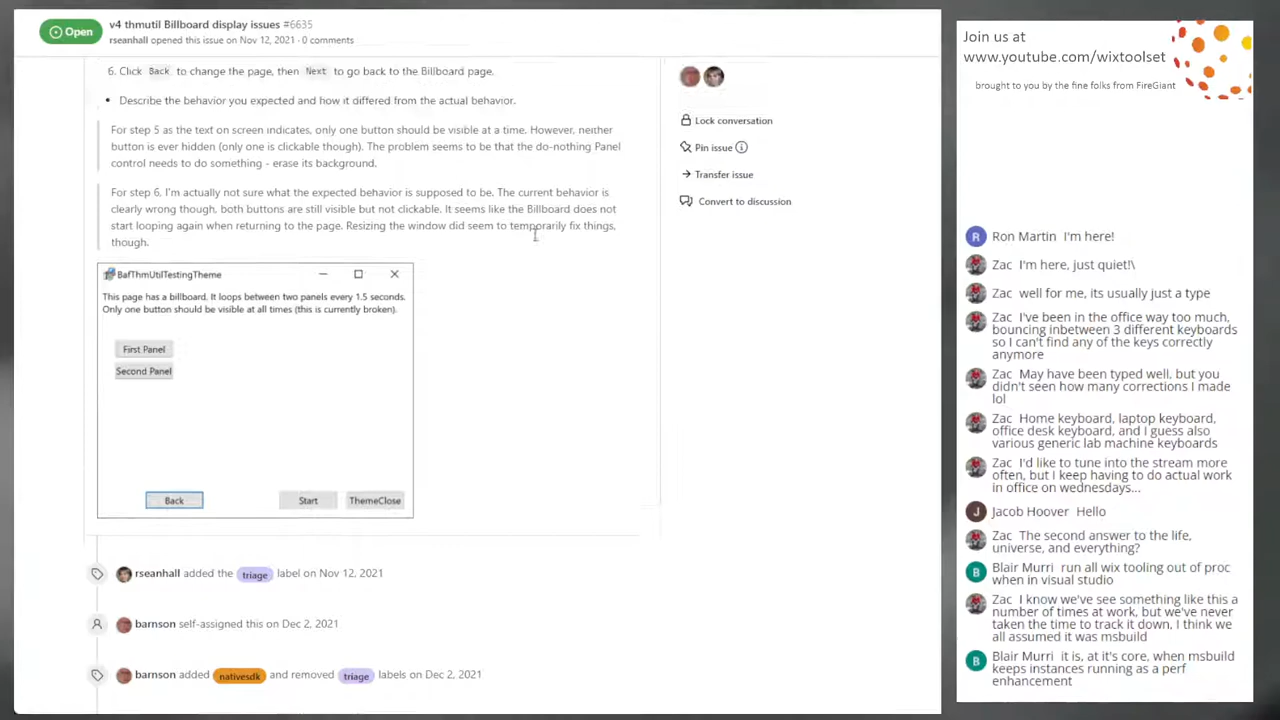 Open
v4 thmutil Billboard display issues #6635
rseanhall opened this issue on Nov 12, 2021 · 0 comments
6. Click Back to change the page, then Next to go back to the Billboard page.
• Describe the behavior you expected and how it differed from the actual behavior.
For step 5 as the text on screen indicates, only one button should be visible at a time. However, neither
button is ever hidden (only one is clickable though). The problem seems to be that the do-nothing Panel
control needs to do something - erase its background.
For step 6, I'm actually not sure what the expected behavior is supposed to be. The current behavior is
clearly wrong though, both buttons are still visible but not clickable. It seems like the Billboard does not
start looping again when returning to the page. Resizing the window did seem to temporarily fix things,
though.
BafThmUtilTestingTheme
This page has a billboard. It loops between two panels every 1.5 seconds.
Only one button should be visible at all times (this is currently broken).
First Panel
Second Panel
Back
Start
ThemeClose
rseanhall added the triage label on Nov 12, 2021
barnson self-assigned this on Dec 2, 2021
barnson added nativesdk and removed triage labels on Dec 2, 2021
Lock conversation
Pin issue
Transfer issue
Convert to discussion
Join us at
www.youtube.com/wixtoolset
brought to you by the fine folks from FireGiant
R
Ron Martin I'm here!
Zac I'm here, just quiet!\
Zac well for me, its usually just a type
Zac I've been in the office way too much,
bouncing inbetween 3 different keyboards
so I can't find any of the keys correctly
anymore
Zac May have been typed well, but you
didn't seen how many corrections I made
lol
Zac Home keyboard, laptop keyboard,
office desk keyboard, and I guess also
various generic lab machine keyboards
Zac I'd like to tune into the stream more
often, but I keep having to do actual work
in office on wednesdays...
J
Jacob Hoover Hello
Zac The second answer to the life,
universe, and everything?
B
Blair Murri run all wix tooling out of proc
when in visual studio
Zac I know we've see something like this a
number of times at work, but we've never
taken the time to track it down, I think we
all assumed it was msbuild
B
Blair Murri it is, at it's core, when msbuild
keeps instances running as a perf
enhancement